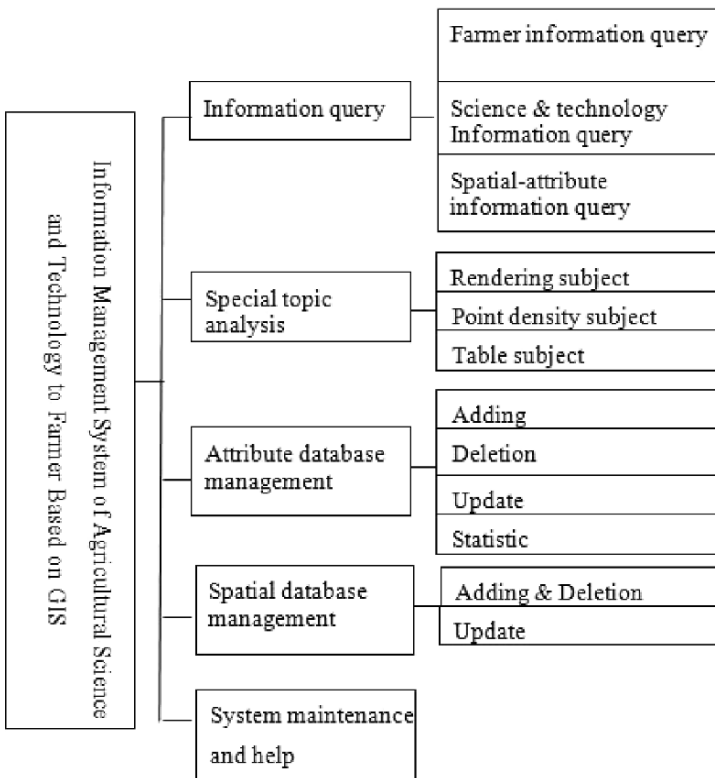 Information Management System of Agricultural Science
and Technology to Farmer Based on GIS
Information query
Farmer information query
Science & technology
Information query
Spatial-attribute
information query
Special topic
analysis
Rendering subject
Point density subject
Table subject
Attribute database
management
Adding
Deletion
Update
Statistic
Spatial database
management
Adding & Deletion
Update
System maintenance
and help